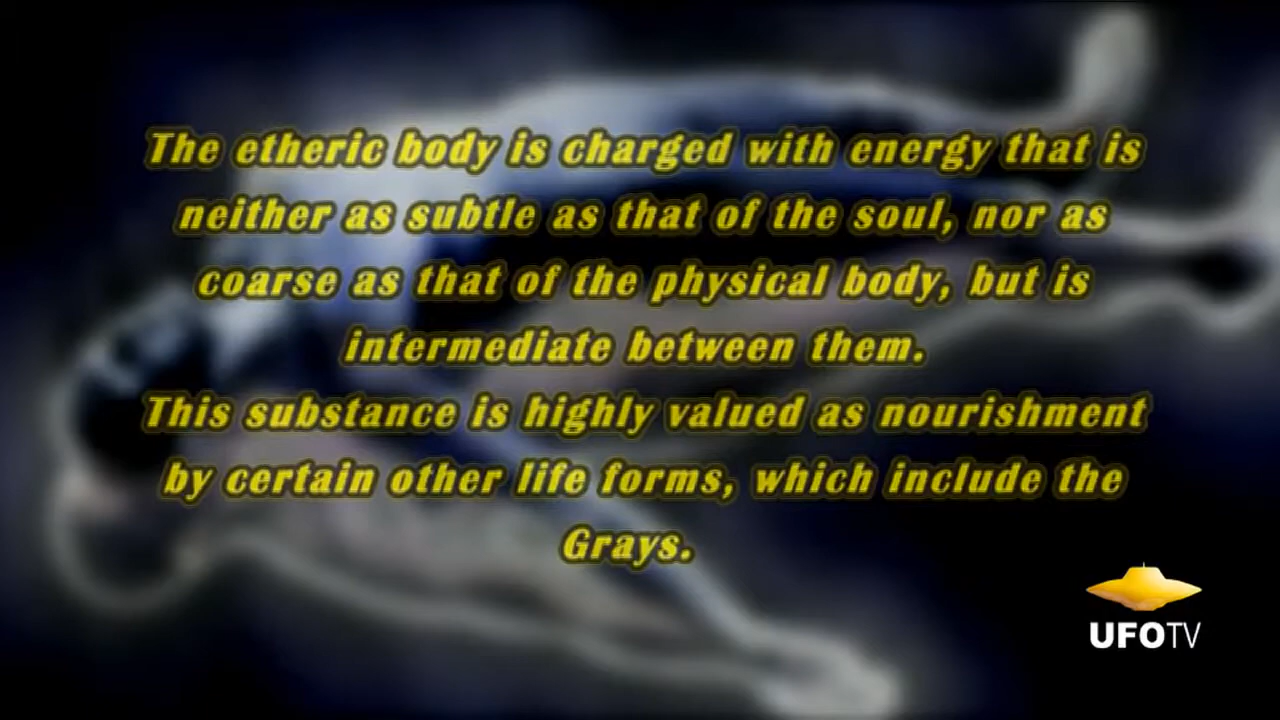 The etheric body is charged with energy that is
neither as subtle as that of the soul, nor as
coarse as that of the physical body, but is
intermediate between them.
This substance is highly valued as nourishment
by certain other life forms, which include the
Grays.
UFOTV